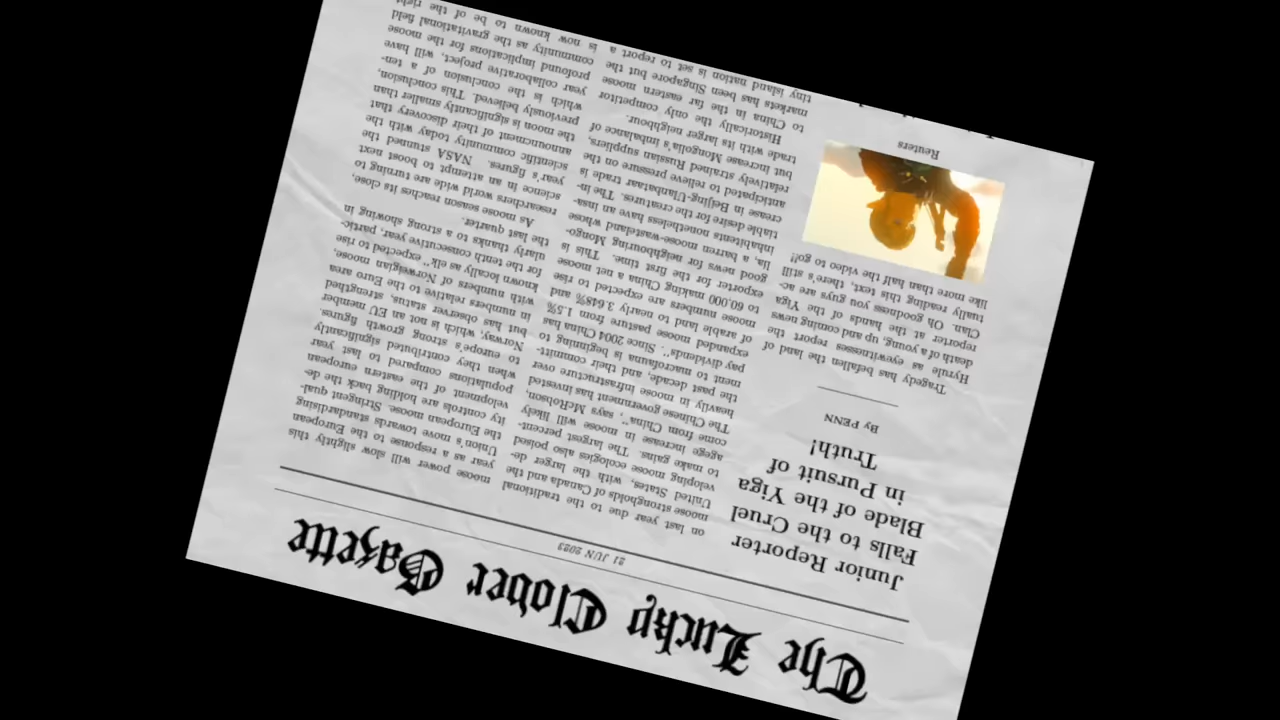 The Lucky Clover Gazette
21 JUN 2023
Junior Reporter
Falls to the Cruel
Blade of the Yiga
in Pursuit of
Truth!
By PENN
Tragedy has befallen the land of
Hyrule as eyewitnesses report the
death of a young, up and coming news
reporter at the hands of the Yiga
Clan. Oh goodness you guys are ac-
tually reading this text, there's still
like more than half the video to go!!
Reuters
on last year due to the traditional
moose strongholds of Canada and the
United States, with the larger de-
veloping moose ecologies also poised
to make gains. The largest percent-
agege increase in moose will likely
come from China", says McRobson,
The Chinese government has invested
heavily in moose infrastructure over
the past decade, and their committ-
ment to macrofauna is beginning to
pay dividends". Since 2004 China has
expanded moose pasture from 1.5%
of arable land to nearly 3.648% and
moose numbers are expected to rise
to 60,000 making China a net moose
exporter for the first time. This is
good news for neighbouring Mongo-
lia, a barren moose-wasteland whose
inhabitents nonetheless have an insa-
tiable desire for the creatures. The in-
crease in Beijing-Ulanbataar trade is
anticipated to relieve pressure on the
relatively strained Russian suppliers,
but increase Mongolia's imbalance of
trade with its larger neighbour.
Historically the only competitor
to China in the far eastern moose
markets has been Singapore but the
tiny island nation is set to report a
moose power will slow slightly this
year as a response to the European
Union's move towards standardising
the European moose. Stringent qual-
ity controls are holding back the de-
velopment of the eastern european
populations compared to last year
when they contributed significantly
to europe's strong growth figures.
Norway, which is not an EU member
but has observer status, strengthed
in numbers relative to the Euro area
with numbers of Norwegian moose,
known locally as elk" expected to rise
for the tenth consecutive year, partic-
ularly thanks to a strong showing in
the last quarter.
As moose season reaches its close,
researchers world wide are turning to
science in an attempt to boost next
year's figures. NASA stunned the
scientific community today with the
announcment of their discovery that
the moon is significantly smaller than
previously believed. This conclusion,
which is the conclusion of a ten-
year collaborative project, will have
profound implications for the moose
community as the gravitational field
is now known to be of the right